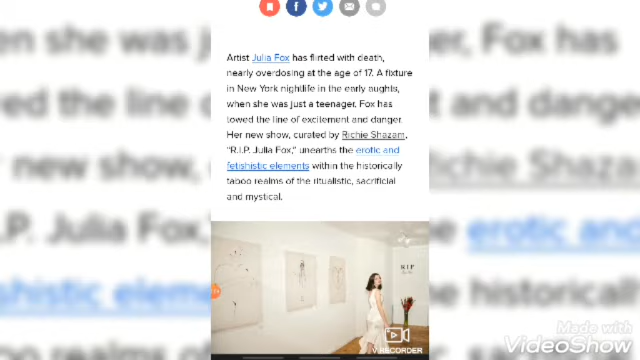 Artist Julia Fox has flirted with death,
nearly overdosing at the age of 17. A fixture
in New York nightlife in the early aughts,
when she was just a teenager, Fox has
towed the line of excitement and danger.
Her new show, curated by Richie Shazam,
"R.I.P. Julia Fox," unearths the erotic and
fetishistic elements within the historically
taboo realms of the ritualistic, sacrificial
and mystical.
RIP
V RECORDER
Made with
VideoShow